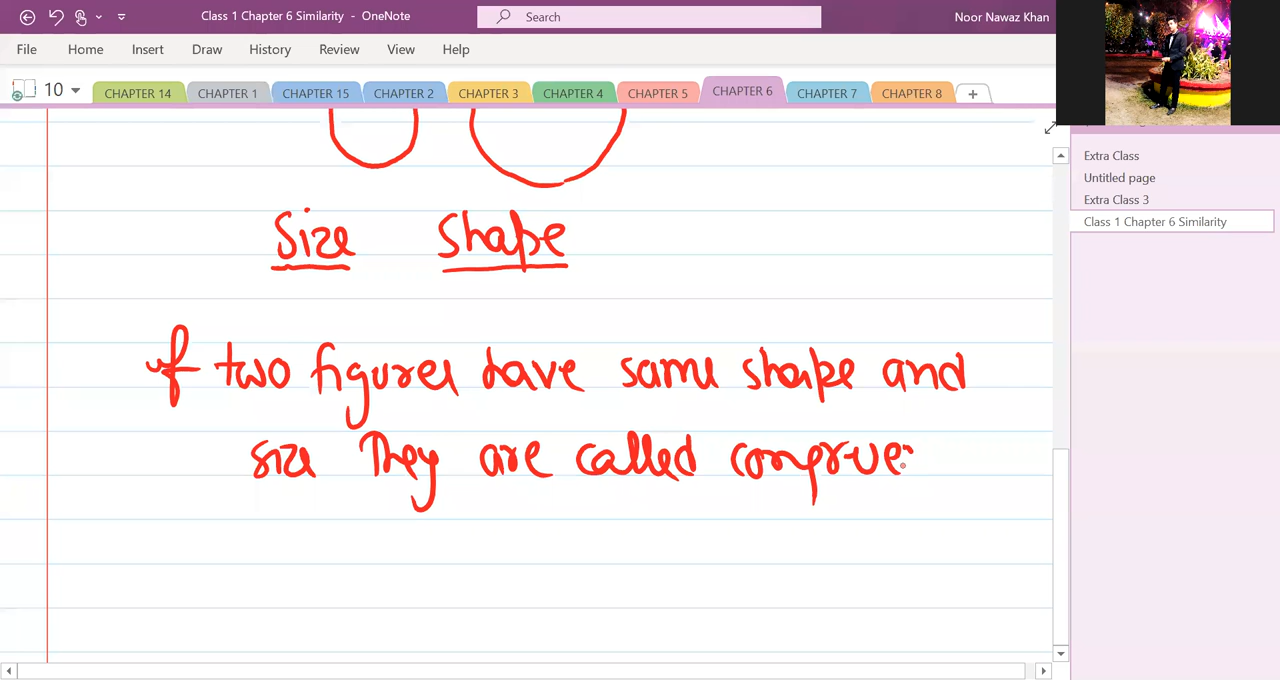 Class 1 Chapter 6 Similarity - OneNote
Search
Noor Nawaz Khan
File Home Insert Draw History Review View Help
10 CHAPTER 14 CHAPTER 1 CHAPTER 15 CHAPTER 2 CHAPTER 3 CHAPTER 4 CHAPTER 5 CHAPTER 6 CHAPTER 7 CHAPTER 8 +
Extra Class
Untitled page
Extra Class 3
Class 1 Chapter 6 Similarity
Size Shape
if two figures have same shape and
size They are called